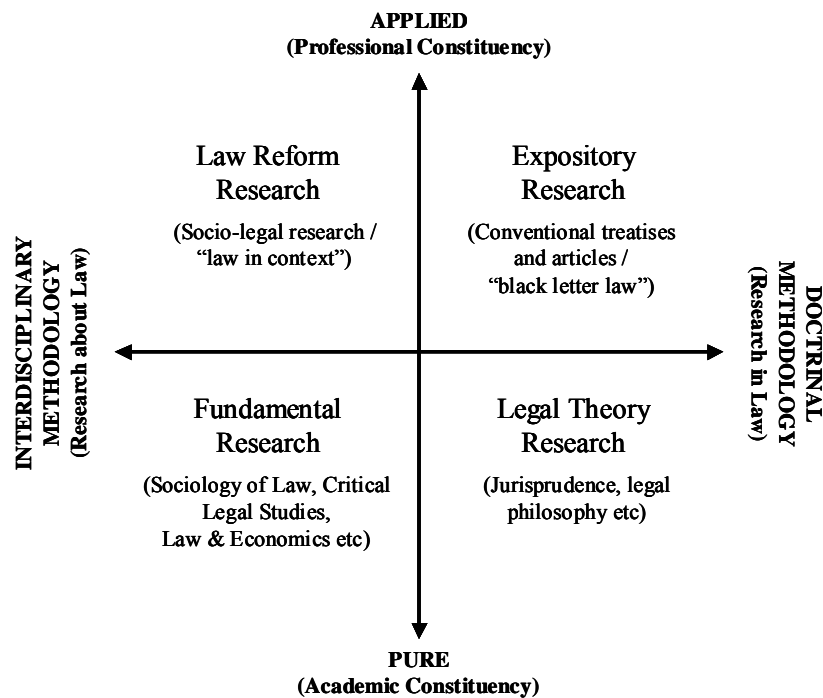 APPLIED
(Professional Constituency)
Law Reform
Research
(Socio-legal research /
“law in context”)
Expository
Research
(Conventional treatises
and articles /
“black letter law”)
INTERDISCIPLINARY
METHODOLOGY
(Research about Law)
DOCTRINAL
METHODOLOGY
(Research in Law)
Fundamental
Research
(Sociology of Law, Critical
Legal Studies,
Law & Economics etc)
Legal Theory
Research
(Jurisprudence, legal
philosophy etc)
PURE
(Academic Constituency)